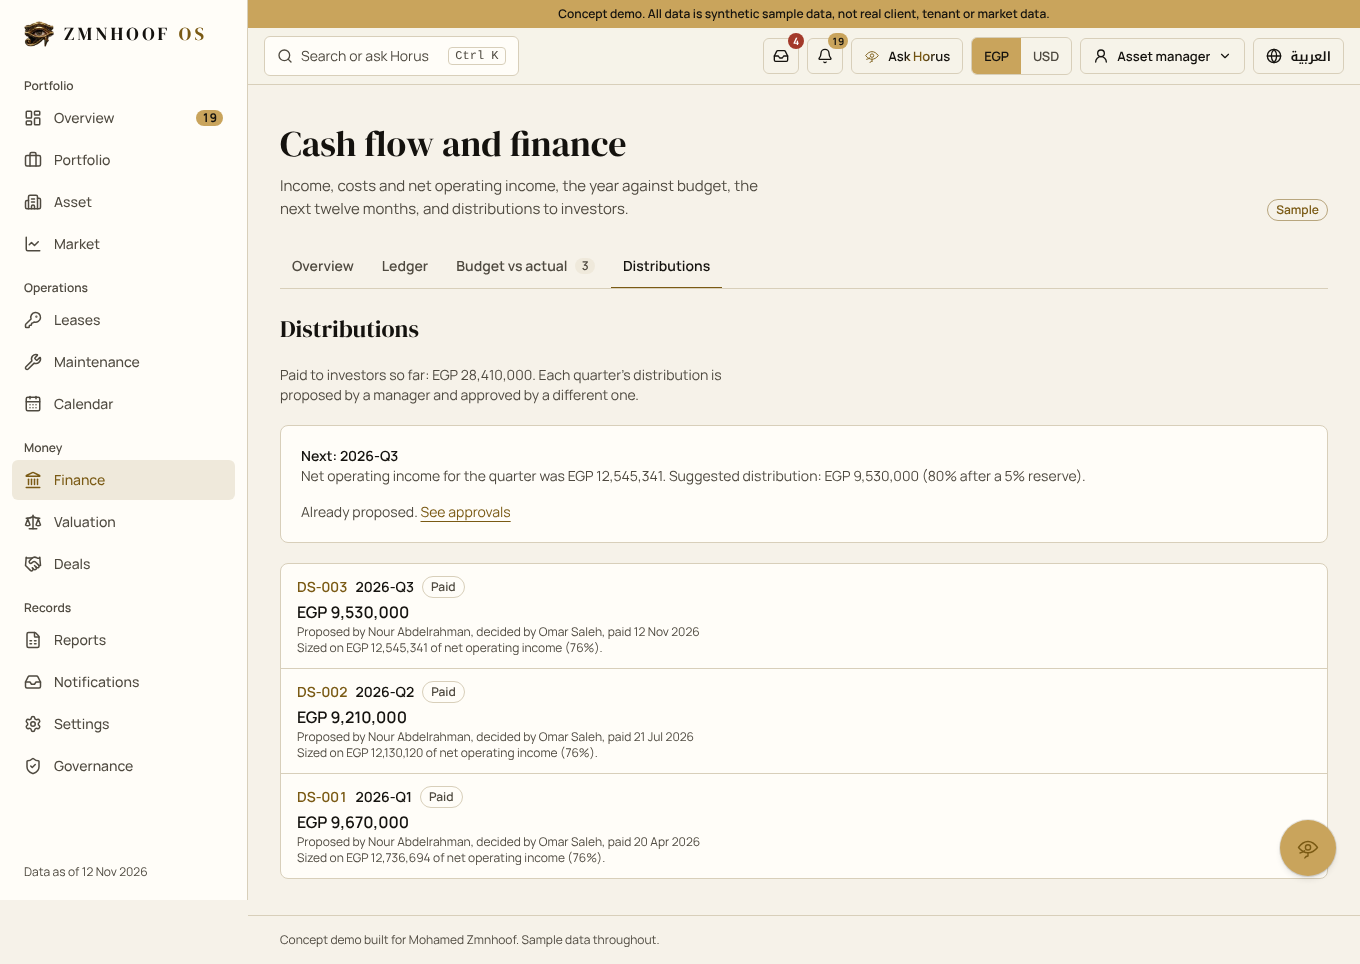 ZMNHOOF OS
Portfolio
Overview 19
Portfolio
Asset
Market
Operations
Leases
Maintenance
Calendar
Money
Finance
Valuation
Deals
Records
Reports
Notifications
Settings
Governance
Data as of 12 Nov 2026
Concept demo. All data is synthetic sample data, not real client, tenant or market data.
Search or ask Horus Ctrl K
4
19
Ask Horus
EGP USD
Asset manager
العربية
Cash flow and finance
Income, costs and net operating income, the year against budget, the
next twelve months, and distributions to investors.
Sample
Overview Ledger Budget vs actual 3 Distributions
Distributions
Paid to investors so far: EGP 28,410,000. Each quarter's distribution is
proposed by a manager and approved by a different one.
Next: 2026-Q3
Net operating income for the quarter was EGP 12,545,341. Suggested distribution: EGP 9,530,000 (80% after a 5% reserve).
Already proposed. See approvals
DS-003 2026-Q3 Paid
EGP 9,530,000
Proposed by Nour Abdelrahman, decided by Omar Saleh, paid 12 Nov 2026
Sized on EGP 12,545,341 of net operating income (76%).
DS-002 2026-Q2 Paid
EGP 9,210,000
Proposed by Nour Abdelrahman, decided by Omar Saleh, paid 21 Jul 2026
Sized on EGP 12,130,120 of net operating income (76%).
DS-001 2026-Q1 Paid
EGP 9,670,000
Proposed by Nour Abdelrahman, decided by Omar Saleh, paid 20 Apr 2026
Sized on EGP 12,736,694 of net operating income (76%).
Concept demo built for Mohamed Zmnhoof. Sample data throughout.